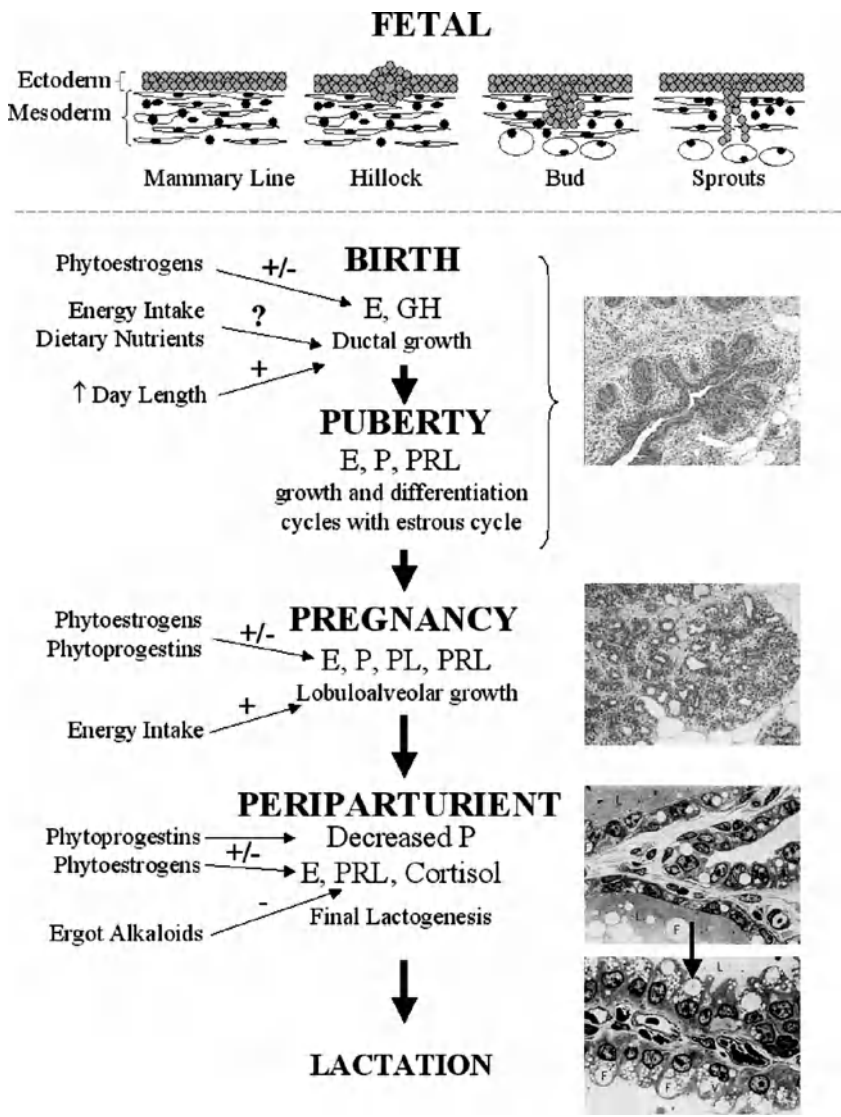 FETAL
Ectoderm
Mesoderm
Mammary Line
Hillock
Bud
Sprouts
BIRTH
Phytoestrogens
+/-
E, GH
Energy Intake
Dietary Nutrients
?
Ductal growth
+
↑ Day Length
PUBERTY
E, P, PRL
growth and differentiation
cycles with estrous cycle
PREGNANCY
Phytoestrogens
Phytoprogestins
+/-
E, P, PL, PRL
Lobuloalveolar growth
+
Energy Intake
PERIPARTURIENT
Phytoprogestins
Decreased P
Phytoestrogens
+/-
E, PRL, Cortisol
-
Ergot Alkaloids
Final Lactogenesis
LACTATION
L
L
F
L
F
F
V